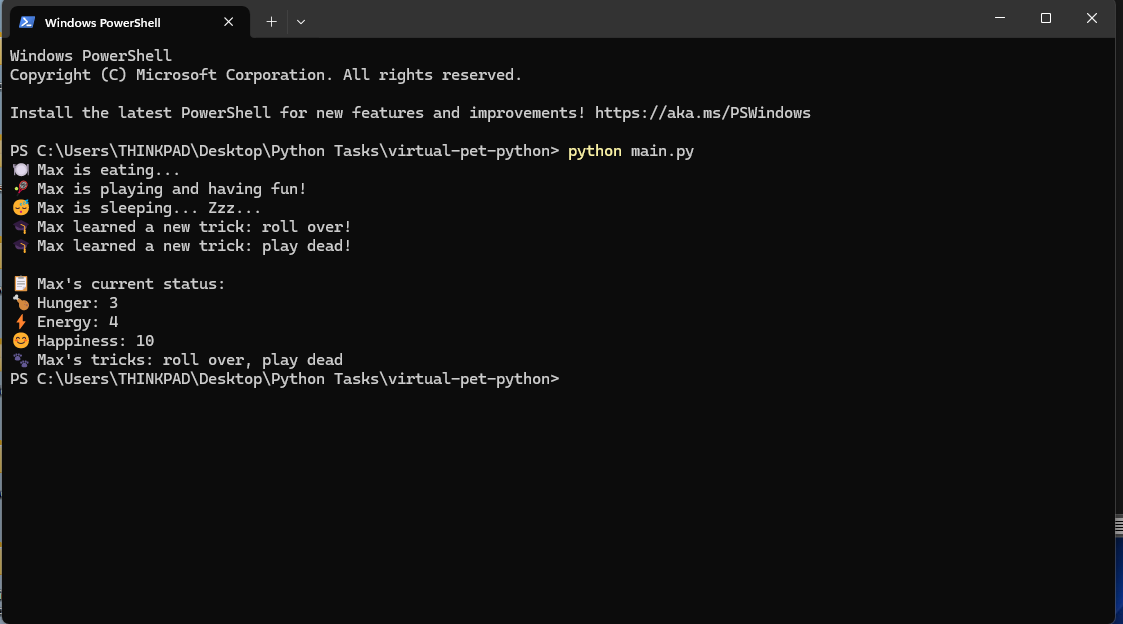 Windows PowerShell
Windows PowerShell
Copyright (C) Microsoft Corporation. All rights reserved.
Install the latest PowerShell for new features and improvements! https://aka.ms/PSWindows
PS C:\Users\THINKPAD\Desktop\Python Tasks\virtual-pet-python> python main.py
🍽️ Max is eating...
🎾 Max is playing and having fun!
😴 Max is sleeping... Zzz...
🎓 Max learned a new trick: roll over!
🎓 Max learned a new trick: play dead!
📋 Max's current status:
🍗 Hunger: 3
⚡ Energy: 4
😊 Happiness: 10
🐾 Max's tricks: roll over, play dead
PS C:\Users\THINKPAD\Desktop\Python Tasks\virtual-pet-python>